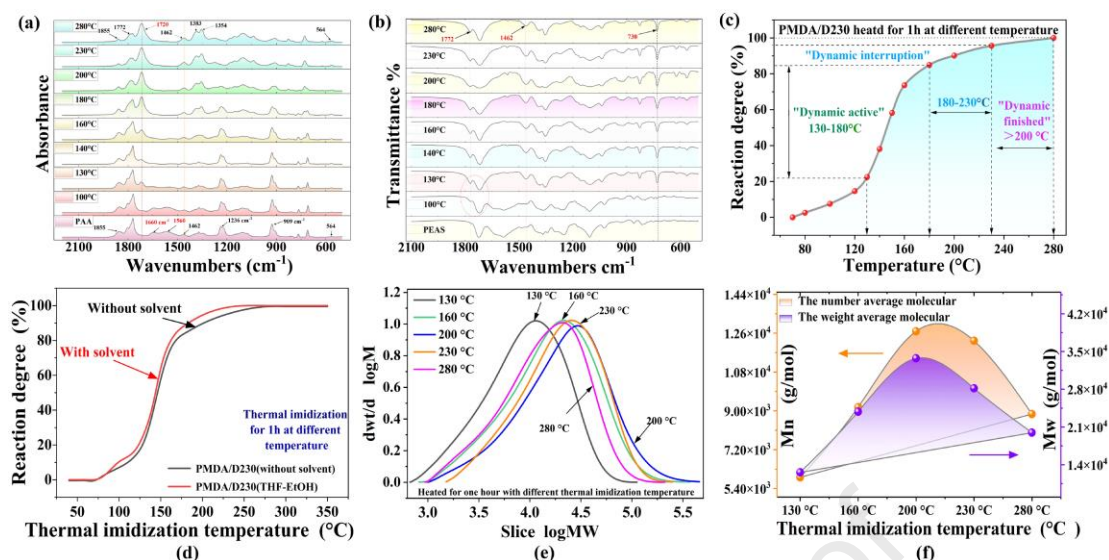 (a)
280°C
1855
1772
1720
1462
1383
1354
564
230°C
200°C
180°C
160°C
140°C
130°C
100°C
PAA
1855
1660 cm⁻¹
1560
1462
1236 cm⁻¹
909 cm⁻¹
564
Absorbance
2100 1800 1500 1200 900 600
Wavenumbers cm⁻¹
(b)
280°C
1772
1462
730
230°C
200°C
180°C
160°C
140°C
130°C
100°C
PEAS
Transmittance %
2100 1800 1500 1200 900 600
Wavenumbers cm⁻¹
(c)
PMDA/D230 heatd for 1h at different temperature
"Dynamic interruption"
"Dynamic active"
130-180°C
180-230°C
"Dynamic
finished"
＞200 °C
Reaction degree (%)
100
80
60
40
20
0
80 120 160 200 240 280
Temperature (°C)
Without solvent
With solvent
Thermal imidization
for 1h at different
temperature
PMDA/D230(without solvent)
PMDA/D230(THF-EtOH)
Reaction degree (%)
100
80
60
40
20
0
50 100 150 200 250 300 350
Thermal imidization temperature (°C)
(d)
130 °C
160 °C
200 °C
230 °C
280 °C
130 °C
160 °C
230 °C
280 °C
200 °C
Heated for one hour with different thermal imidization temperature
dwt/d logM
1.2
1.0
0.8
0.6
0.4
0.2
0.0
3.0 3.5 4.0 4.5 5.0 5.5
Slice logMW
(e)
The number average molecular
The weight average molecular
Mn (g/mol)
1.44×10⁴
1.26×10⁴
1.08×10⁴
9.00×10³
7.20×10³
5.40×10³
Mw (g/mol)
4.2×10⁴
3.5×10⁴
2.8×10⁴
2.1×10⁴
1.4×10⁴
130 °C 160 °C 200 °C 230 °C 280 °C
Thermal imidization temperature (°C )
(f)